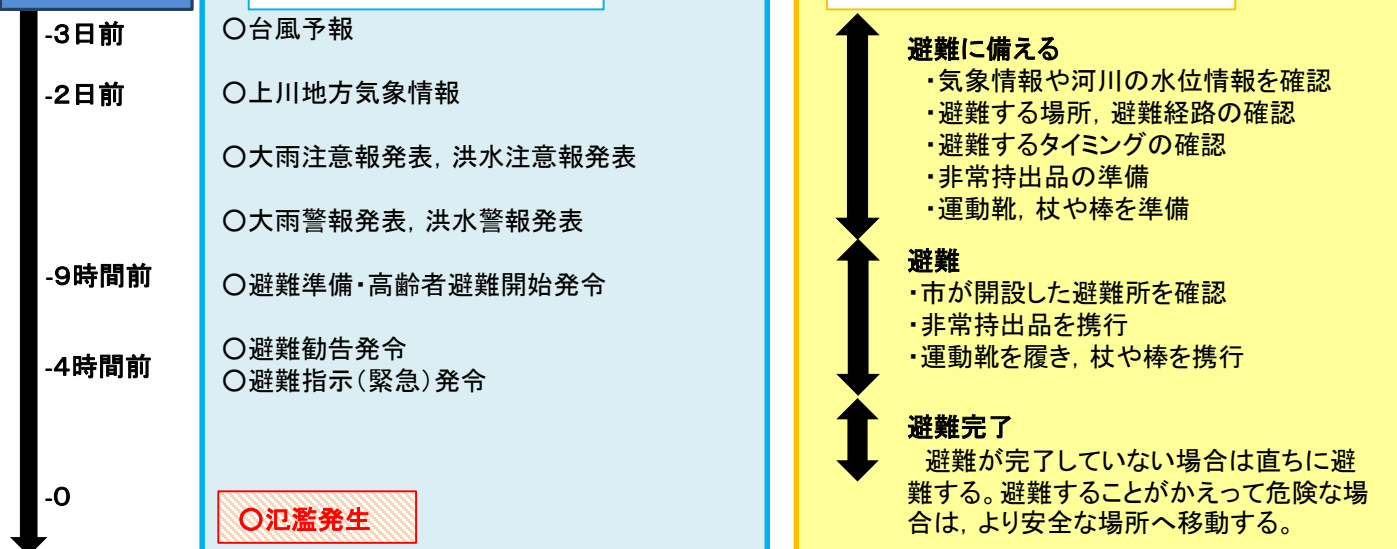 -3日前
-2日前
-9時間前
-4時間前
-0
○台風予報
○上川地方気象情報
○大雨注意報発表，洪水注意報発表
○大雨警報発表，洪水警報発表
○避難準備・高齢者避難開始発令
○避難勧告発令
○避難指示（緊急）発令
○氾濫発生
避難に備える
・気象情報や河川の水位情報を確認
・避難する場所，避難経路の確認
・避難するタイミングの確認
・非常持出品の準備
・運動靴，杖や棒を準備
避難
・市が開設した避難所を確認
・非常持出品を携行
・運動靴を履き，杖や棒を携行
避難完了
避難が完了していない場合は直ちに避
難する。避難することがかえって危険な場
合は，より安全な場所へ移動する。